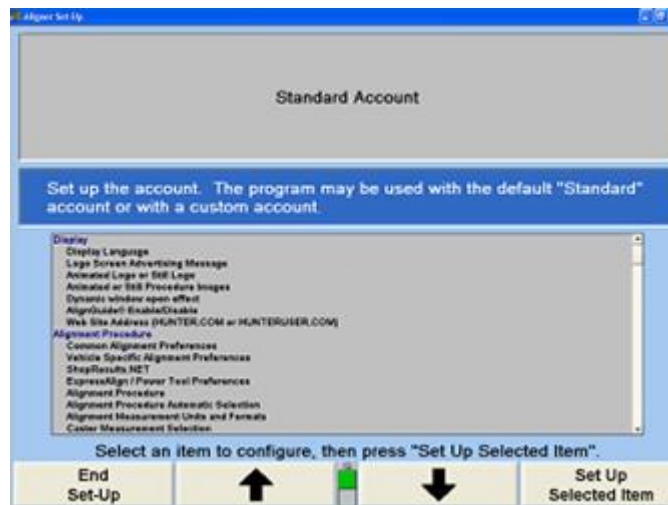 Aligner Set Up
Standard Account
Set up the account. The program may be used with the default "Standard"
account or with a custom account.
Display
Display Language
Logo Screen Advertising Message
Animated Logo or Still Logo
Animated or Still Procedure Images
Dynamic window open effect
AlignGuide® Enable/Disable
Web Site Address (HUNTER.COM or HUNTERUSER.COM)
Alignment Procedure
Common Alignment Preferences
Vehicle Specific Alignment Preferences
ShopResults.NET
ExpressAlign / Power Tool Preferences
Alignment Procedure
Alignment Procedure Automatic Selection
Alignment Measurement Units and Formats
Caster Measurement Selection
Select an item to configure, then press "Set Up Selected Item".
End
Set-Up
Set Up
Selected Item